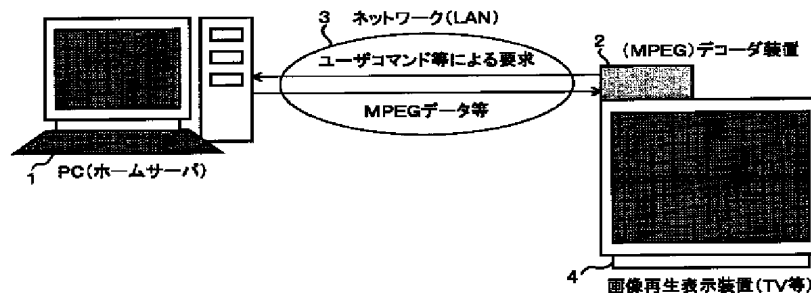 3
ネットワーク(LAN)
ユーザコマンド等による要求
2
(MPEG)デコーダ装置
MPEGデータ等
1
PC(ホームサーバ)
4
画像再生表示装置(TV等)